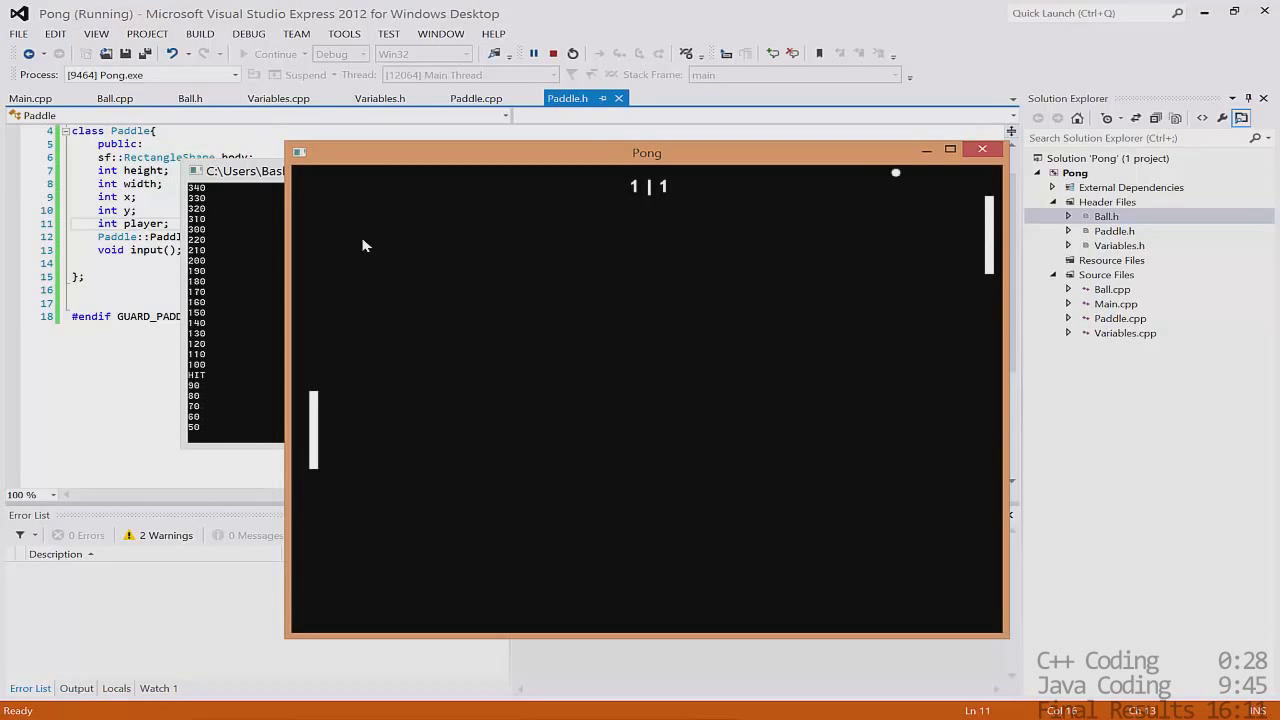 Pong (Running) - Microsoft Visual Studio Express 2012 for Windows Desktop
Quick Launch (Ctrl+Q)
FILE EDIT VIEW PROJECT BUILD DEBUG TEAM TOOLS TEST WINDOW HELP
Continue Debug Win32
Process: [9464] Pong.exe Suspend Thread: [12064] Main Thread Stack Frame: main
Main.cpp Ball.cpp Ball.h Variables.cpp Variables.h Paddle.cpp Paddle.h
Paddle
4 class Paddle{
5 public:
6 sf::RectangleShape body;
7 int height;
8 int width;
9 int x;
10 int y;
11 int player;
12 Paddle::Paddl
13 void input();
14
15 };
16
17
18 #endif GUARD_PADD
100 %
C:\Users\Bas
340
330
320
310
300
220
210
200
190
180
170
160
150
140
130
120
110
100
HIT
90
80
70
60
50
Pong
1 | 1
Solution Explorer
Search Solution Explorer (Ctrl+;)
Solution 'Pong' (1 project)
Pong
External Dependencies
Header Files
Ball.h
Paddle.h
Variables.h
Resource Files
Source Files
Ball.cpp
Main.cpp
Paddle.cpp
Variables.cpp
Error List
0 Errors 2 Warnings 0 Messages
Description
Error List Output Locals Watch 1
C++ Coding 0:28
Java Coding 9:45
Final Results 16:11
Ready Ln 11 Col 16 Ch 13 INS